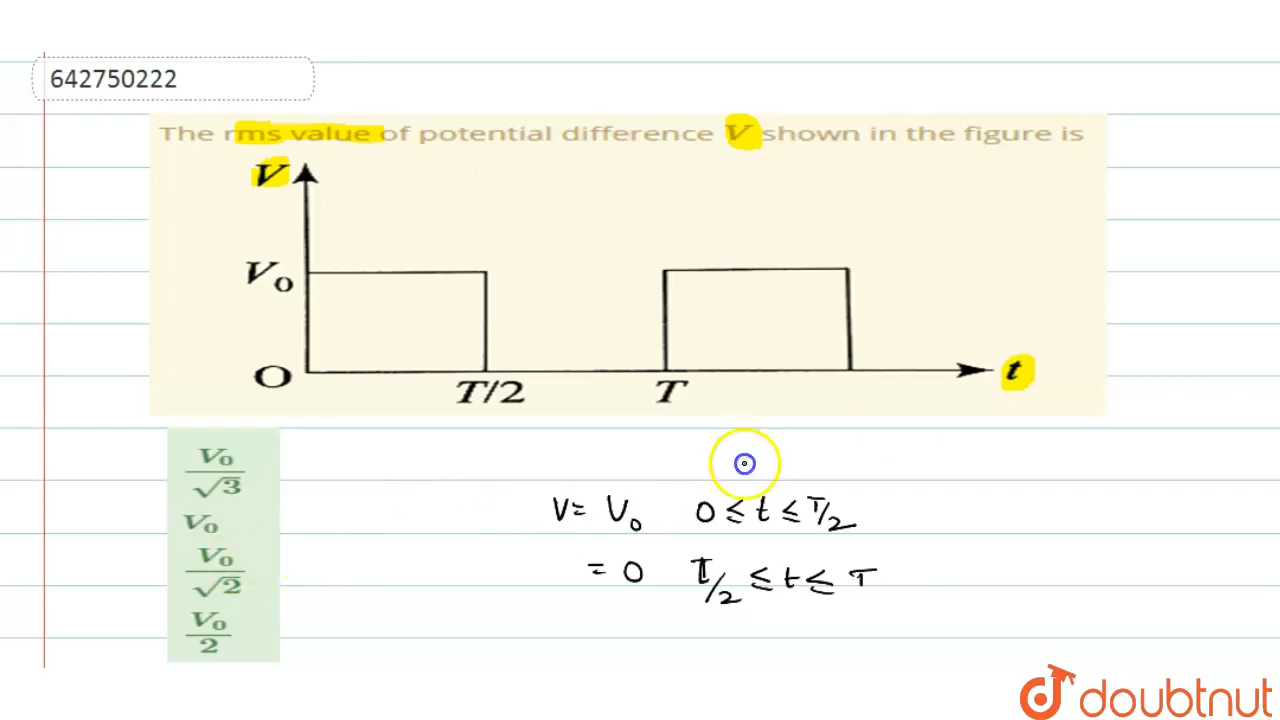 642750222
The rms value of potential difference V shown in the figure is
V
V₀
O
T/2
T
t
V₀/√3
V₀
V₀/√2
V₀/2
V= V₀ 0 ≤ t ≤ T/2
= 0 T/2 ≤ t ≤ T
doubtnut